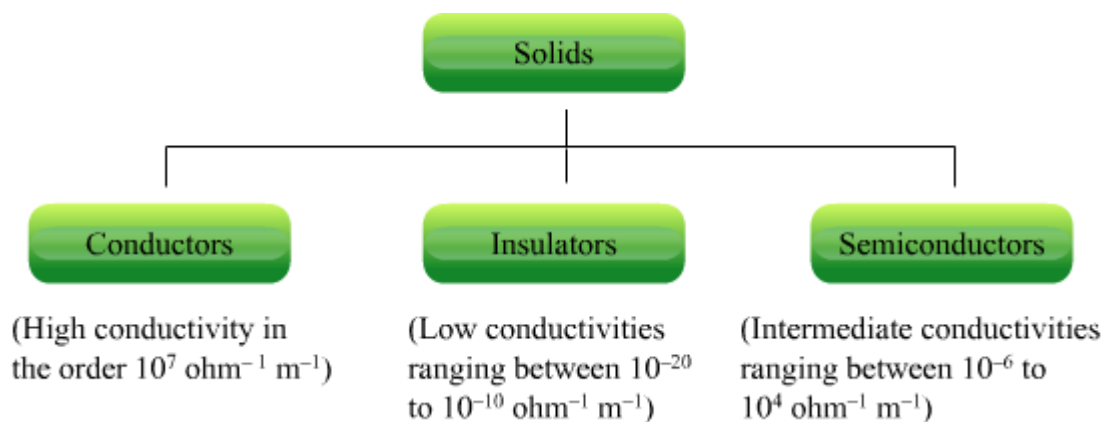 Solids
Conductors
Insulators
Semiconductors
(High conductivity in
the order 10⁷ ohm⁻¹ m⁻¹)
(Low conductivities
ranging between 10⁻²⁰
to 10⁻¹⁰ ohm⁻¹ m⁻¹)
(Intermediate conductivities
ranging between 10⁻⁶ to
10⁴ ohm⁻¹ m⁻¹)